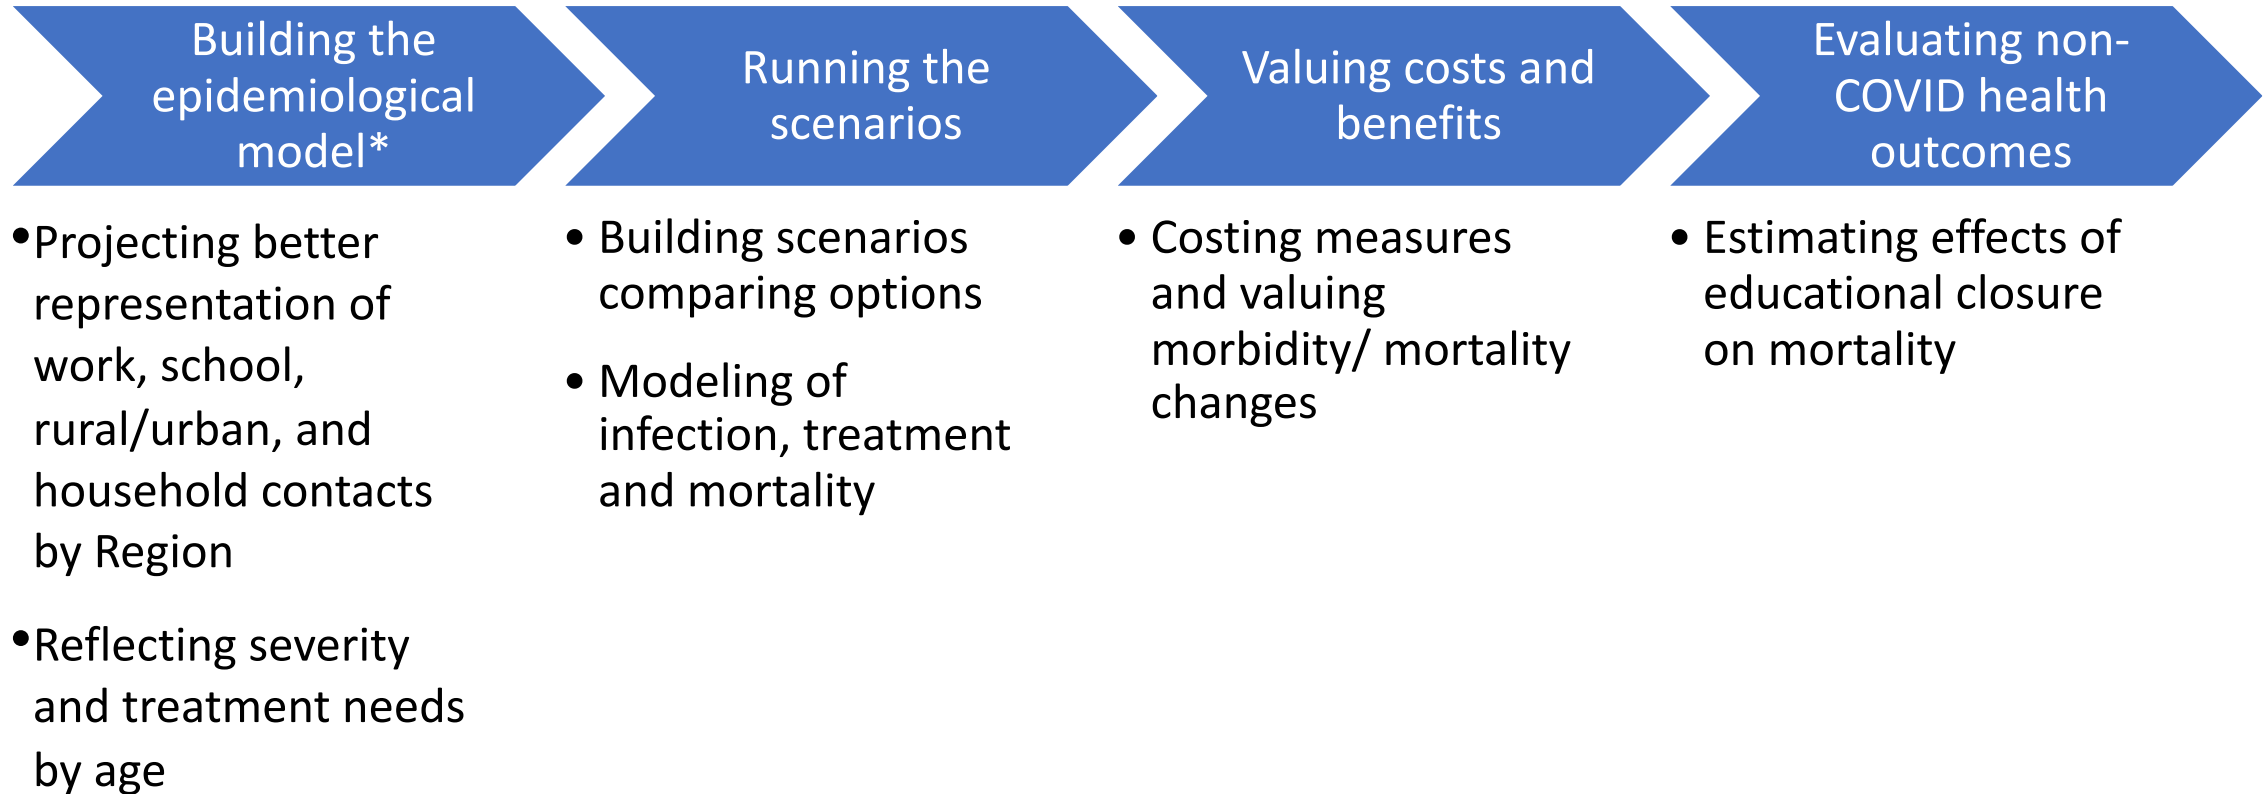 Building the
epidemiological
model*
•Projecting better
representation of
work, school,
rural/urban, and
household contacts
by Region
•Reflecting severity
and treatment needs
by age
Running the
scenarios
• Building scenarios
comparing options
• Modeling of
infection, treatment
and mortality
Valuing costs and
benefits
• Costing measures
and valuing
morbidity/ mortality
changes
Evaluating non-
COVID health
outcomes
• Estimating effects of
educational closure
on mortality